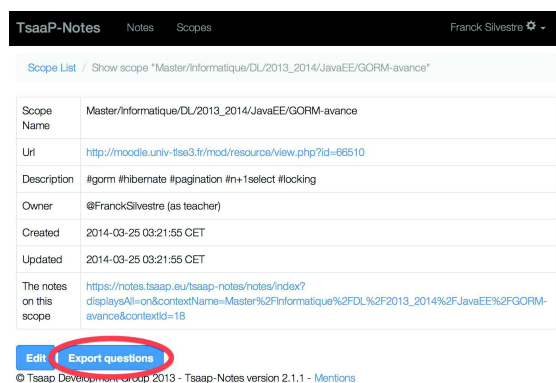 TsaaP-Notes Notes Scopes Franck Silvestre
Scope List / Show scope "Master/Informatique/DL/2013_2014/JavaEE/GORM-avance"
Scope Name Master/Informatique/DL/2013_2014/JavaEE/GORM-avance
Url http://moodle.univ-tlse3.fr/mod/resource/view.php?id=66510
Description #gorm #hibernate #pagination #n+1select #locking
Owner @FranckSilvestre (as teacher)
Created 2014-03-25 03:21:55 CET
Updated 2014-03-25 03:21:55 CET
The notes on this scope https://notes.tsaap.eu/tsaap-notes/notes/index?
displaysAll=on&contextName=Master%2FInformatique%2FDL%2F2013_2014%2FJavaEE%2FGORM-
avance&contextId=18
Edit Export questions
© Tsaap Development Group 2013 - Tsaap-Notes version 2.1.1 - Mentions